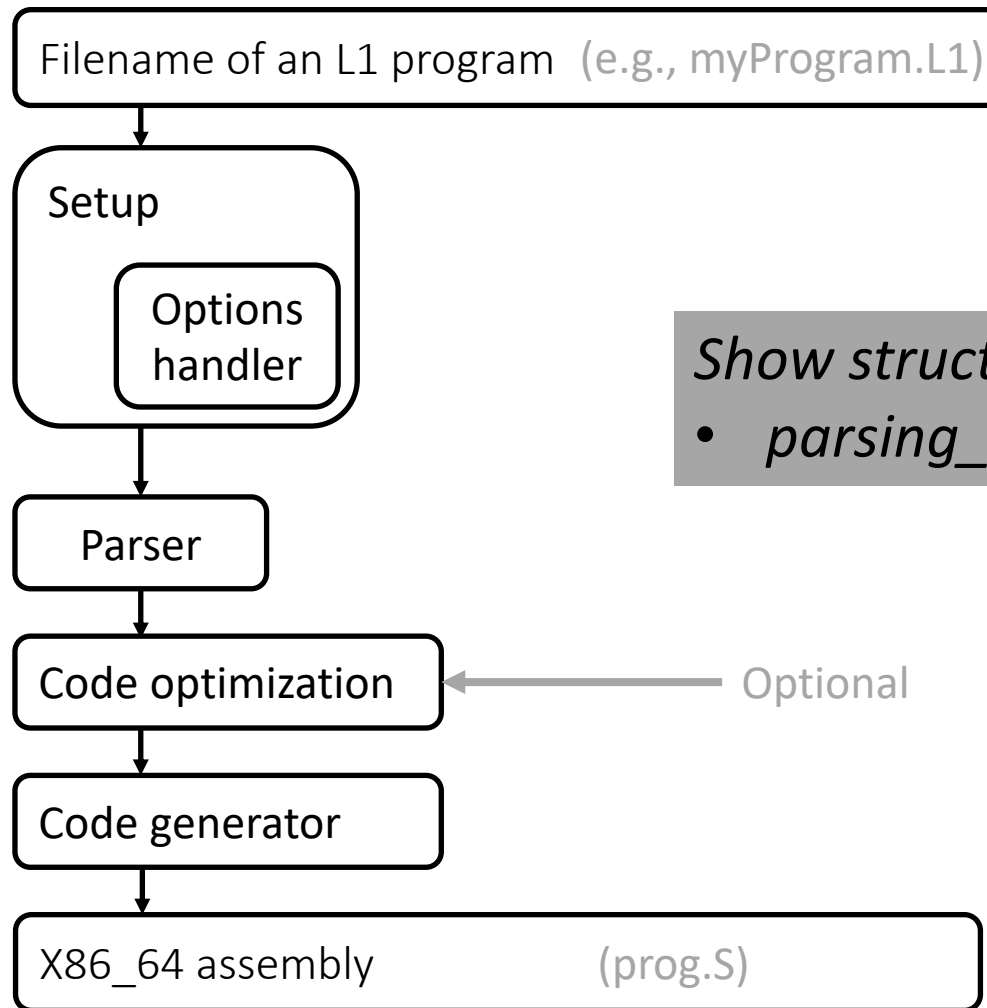 Filename of an L1 program (e.g., myProgram.L1)
Setup
Options
handler
Show struct
• parsing_
Parser
Code optimization
Optional
Code generator
X86_64 assembly (prog.S)